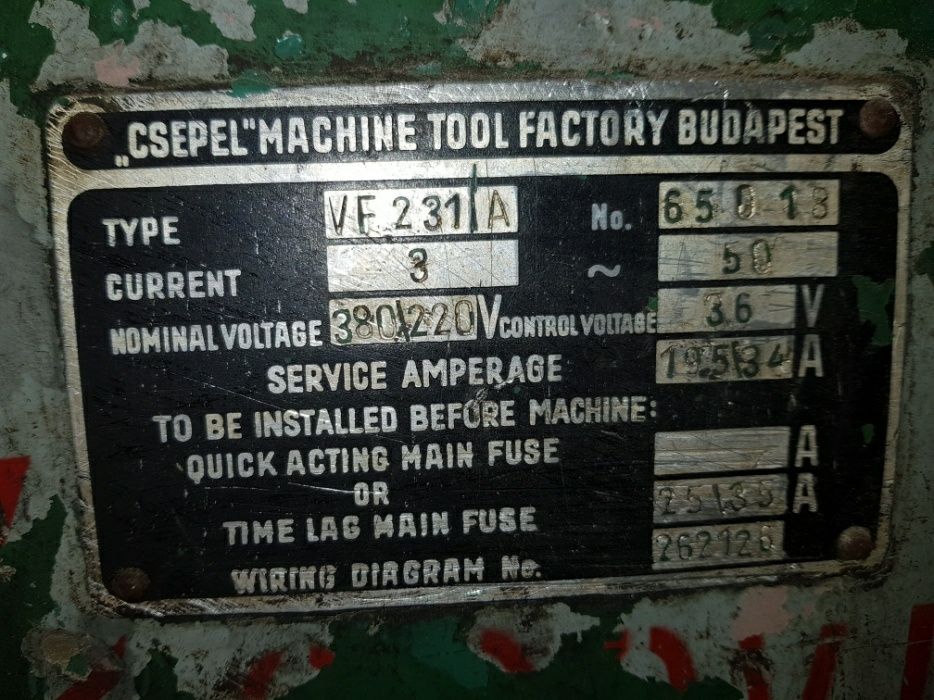 „CSEPEL" MACHINE TOOL FACTORY BUDAPEST
TYPE VF 231/A No. 65018
CURRENT 3 ~ 50
NOMINAL VOLTAGE 380\220 V CONTROL VOLTAGE 36 V
SERVICE AMPERAGE 19.5\34 A
TO BE INSTALLED BEFORE MACHINE:
QUICK ACTING MAIN FUSE A
OR
TIME LAG MAIN FUSE 25\35 A
WIRING DIAGRAM No.